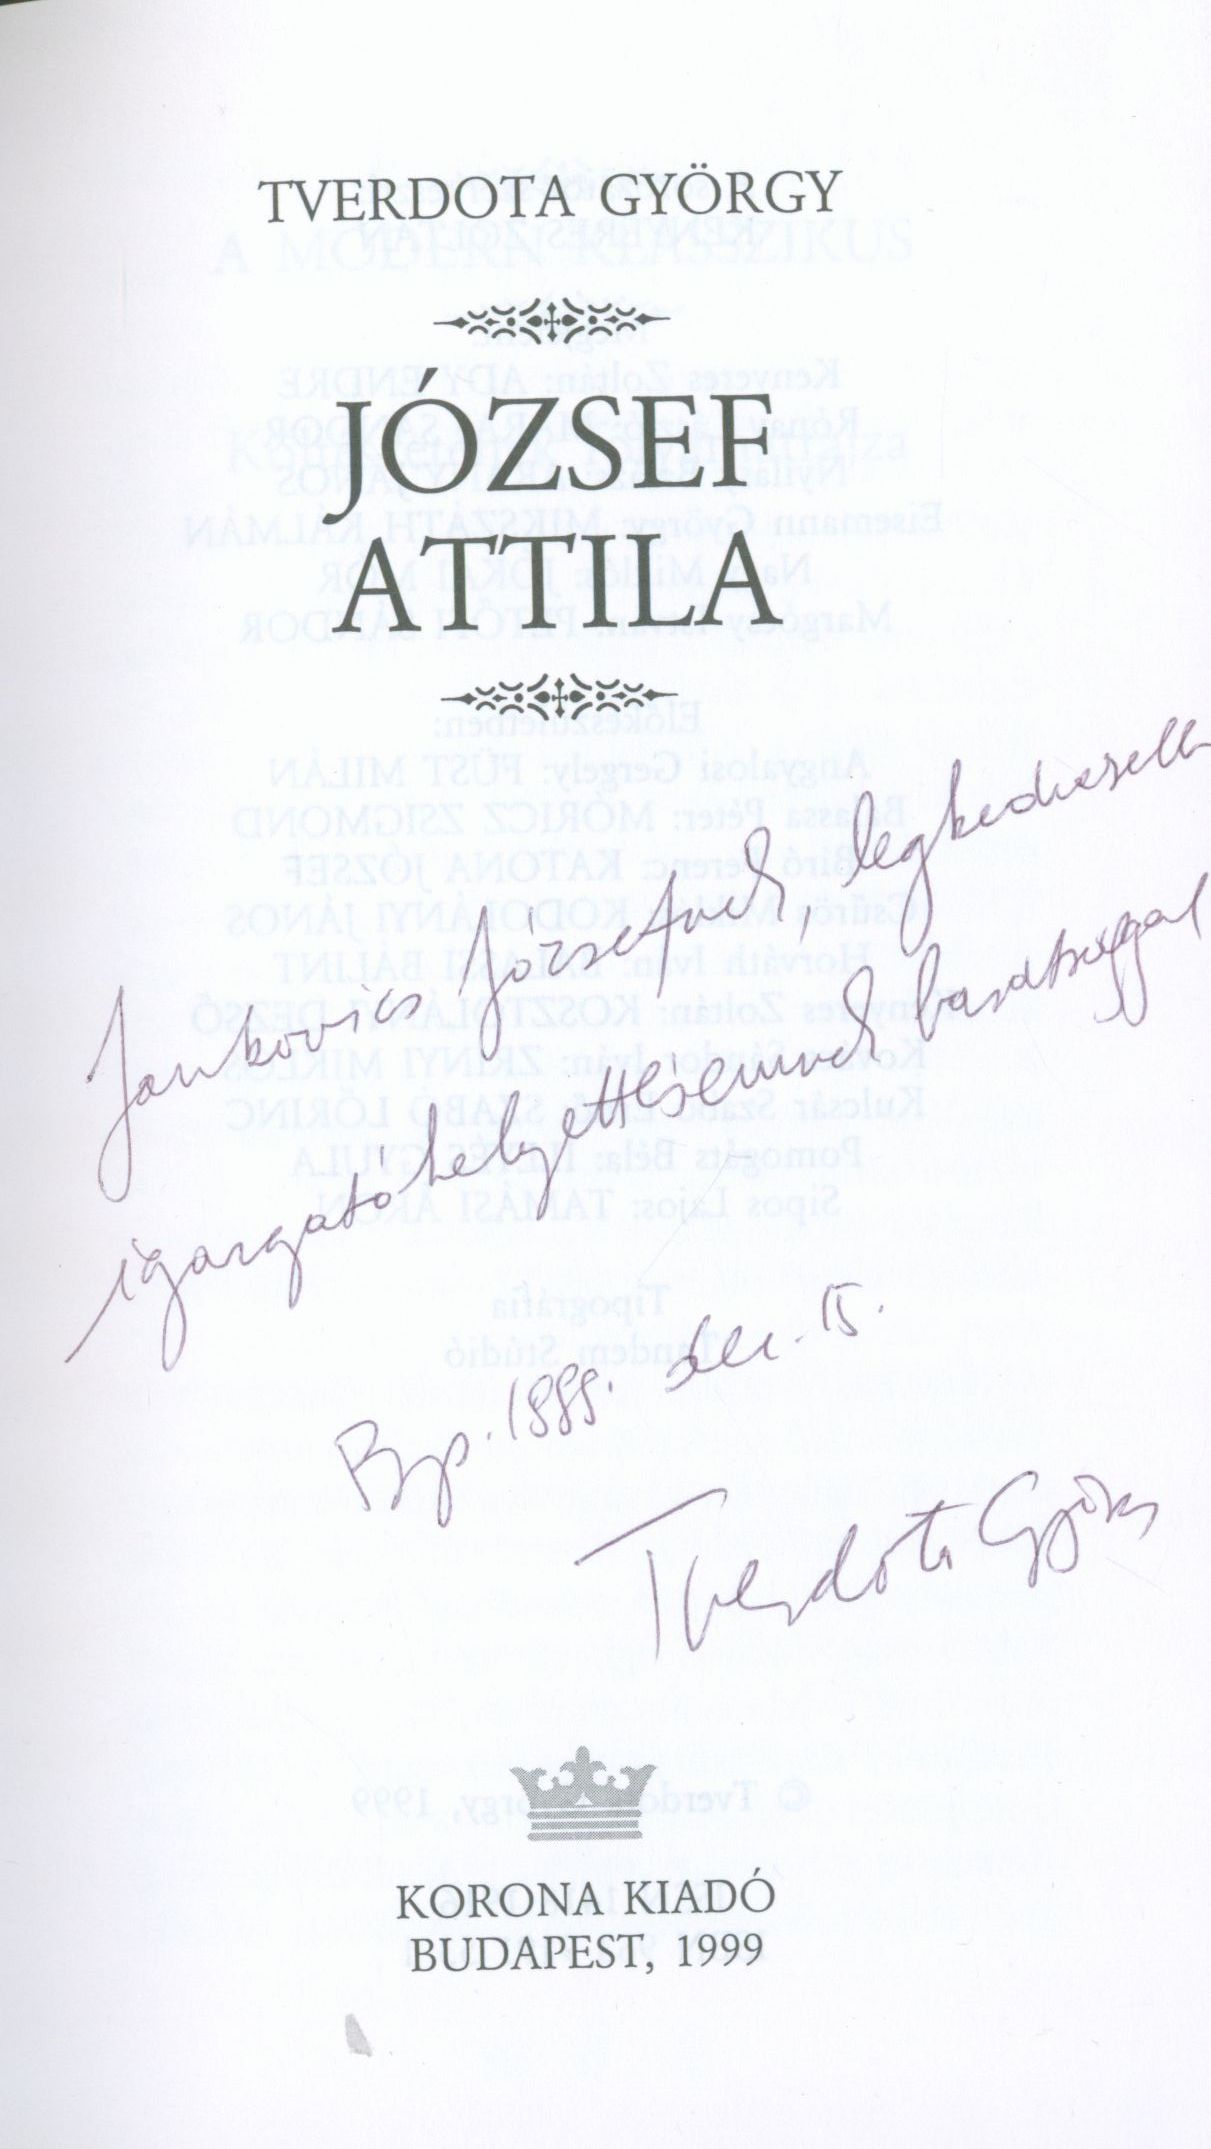 TVERDOTA GYÖRGY
JÓZSEF
ATTILA
Jankovics Józsefnek, legkedvesebb
igazgatóhelyettesemnek barátsággal
Bp. 1999. dec. 15.
Tverdota György
KORONA KIADÓ
BUDAPEST, 1999